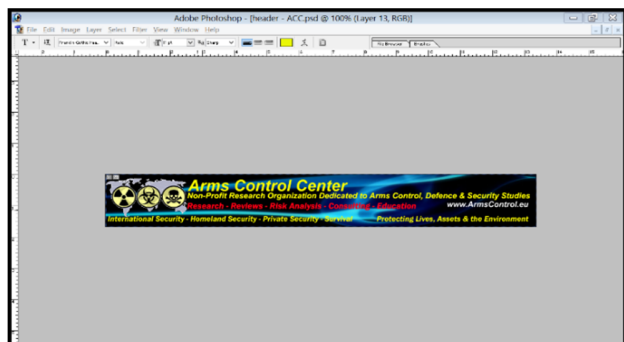 Adobe Photoshop - [header - ACC.psd @ 100% (Layer 13, RGB)]
File Edit Image Layer Select Filter View Window Help
Arms Control Center
Non-Profit Research Organization Dedicated to Arms Control, Defence & Security Studies
Research - Reviews - Risk Analysis - Consulting - Education www.ArmsControl.eu
International Security - Homeland Security - Private Security - Survival Protecting Lives, Assets & the Environment